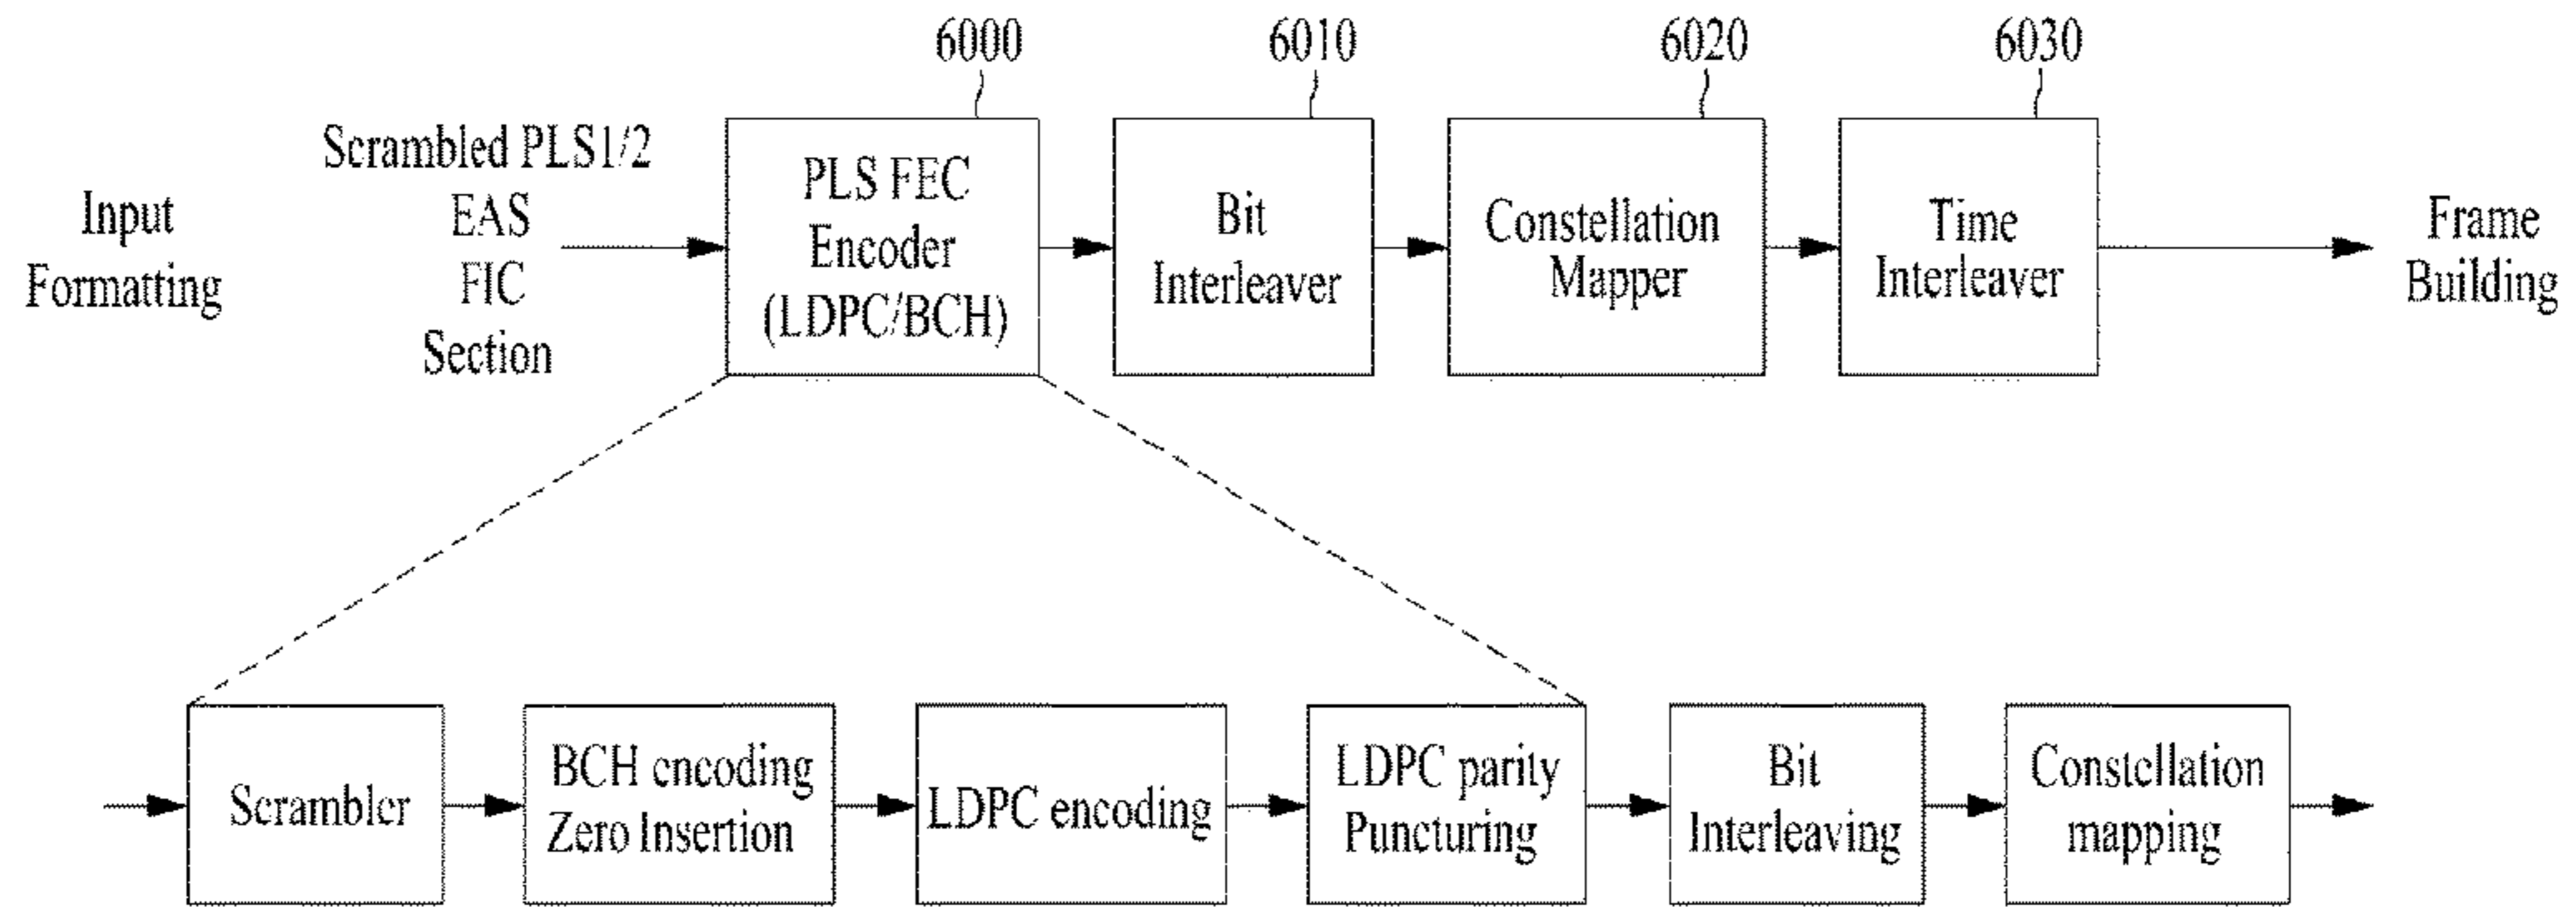 6000
6010
6020
6030
Input
Formatting
Scrambled PLS1/2
EAS
FIC
Section
PLS FEC
Encoder
(LDPC/BCH)
Bit
Interleaver
Constellation
Mapper
Time
Interleaver
Frame
Building
Scrambler
BCH encoding
Zero Insertion
LDPC encoding
LDPC parity
Puncturing
Bit
Interleaving
Constellation
mapping